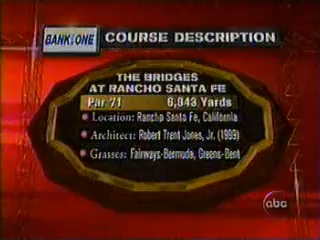 BANK ONE
COURSE DESCRIPTION
THE BRIDGES
AT RANCHO SANTA FE
Par 71 6,043 Yards
Location: Rancho Santa Fe, California
Architect: Robert Trent Jones, Jr. (1999)
Grasses: Fairways-Bermuda, Greens-Bent
abc